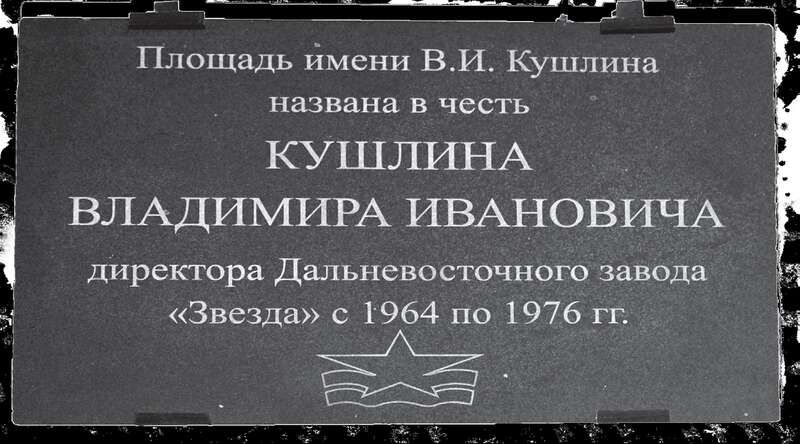 Площадь имени В.И. Кушлина
названа в честь
КУШЛИНА
ВЛАДИМИРА ИВАНОВИЧА
директора Дальневосточного завода
«Звезда» с 1964 по 1976 гг.